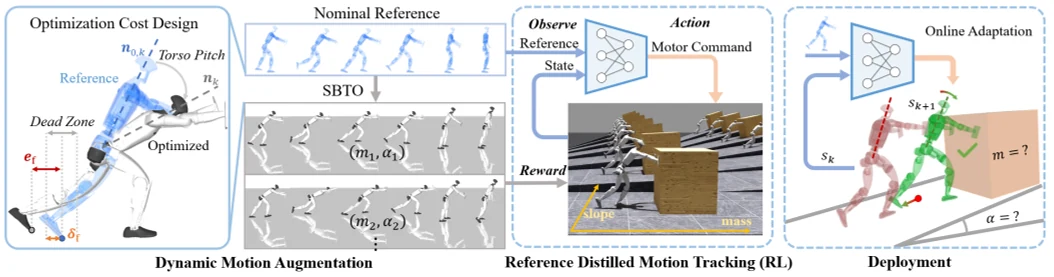 Optimization Cost Design
n0,k
Torso Pitch
nk
Reference
Dead Zone
Optimized
ef
δf
Nominal Reference
SBTO
(m1, α1)
(m2, α2)
⋮
Dynamic Motion Augmentation
Observe
Action
Reference
Motor Command
State
Reward
slope
mass
Reference Distilled Motion Tracking (RL)
Online Adaptation
sk+1
sk
m = ?
α = ?
Deployment